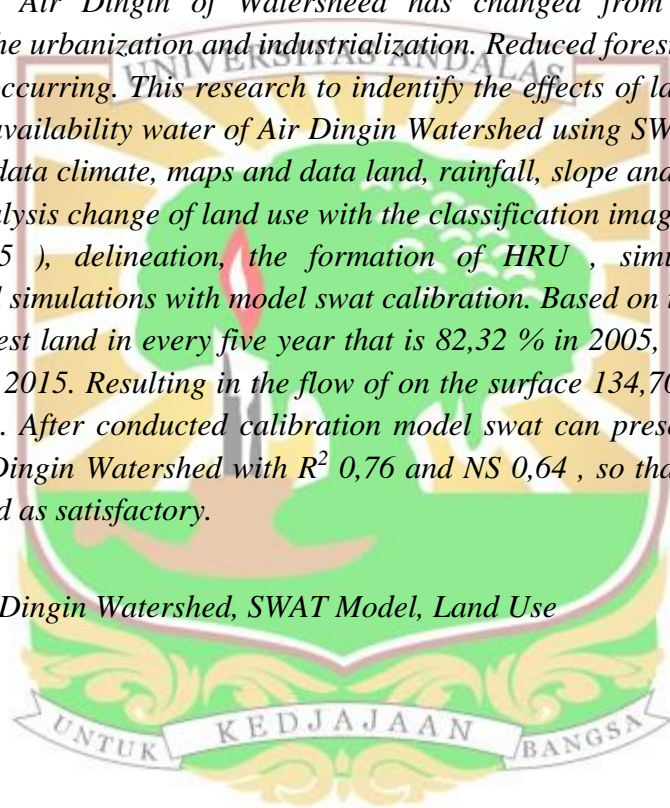 Air Dingin of Watersheed has changed from
he urbanization and industrialization. Reduced fores
UNIVERSITAS ANDALAS
occurring. This research to indentify the effects of la
availability water of Air Dingin Watershed using SW
data climate, maps and data land, rainfall, slope and
alysis change of land use with the classification imag
5 ), delineation, the formation of HRU , simu
d simulations with model swat calibration. Based on
est land in every five year that is 82,32 % in 2005,
2015. Resulting in the flow of on the surface 134,70
. After conducted calibration model swat can prese
Dingin Watershed with R² 0,76 and NS 0,64 , so tha
d as satisfactory.
Dingin Watershed, SWAT Model, Land Use
UNTUK KEDJAJAAN BANGSA